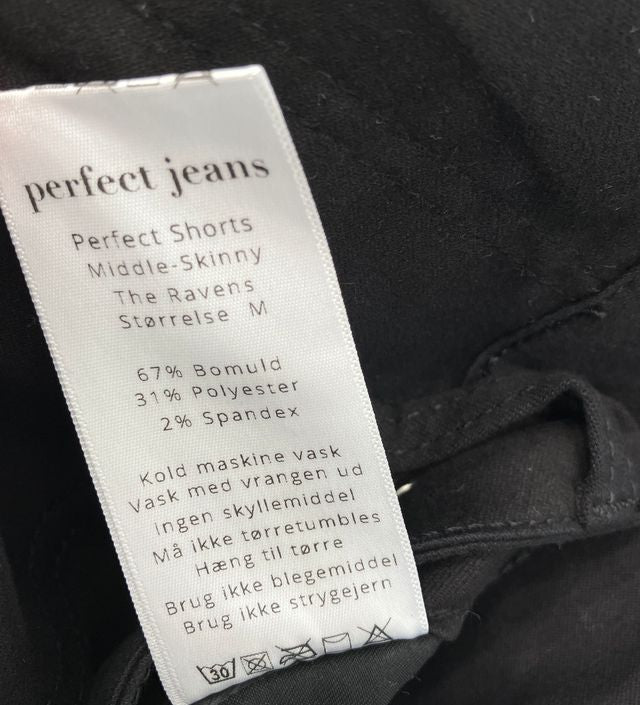 perfect jeans
Perfect Shorts
Middle-Skinny
The Ravens
Størrelse M
67% Bomuld
31% Polyester
2% Spandex
Kold maskine vask
Vask med vrangen ud
ingen skyllemiddel
Må ikke tørretumbles
Hæng til tørre
Brug ikke blegemiddel
Brug ikke strygejern
30